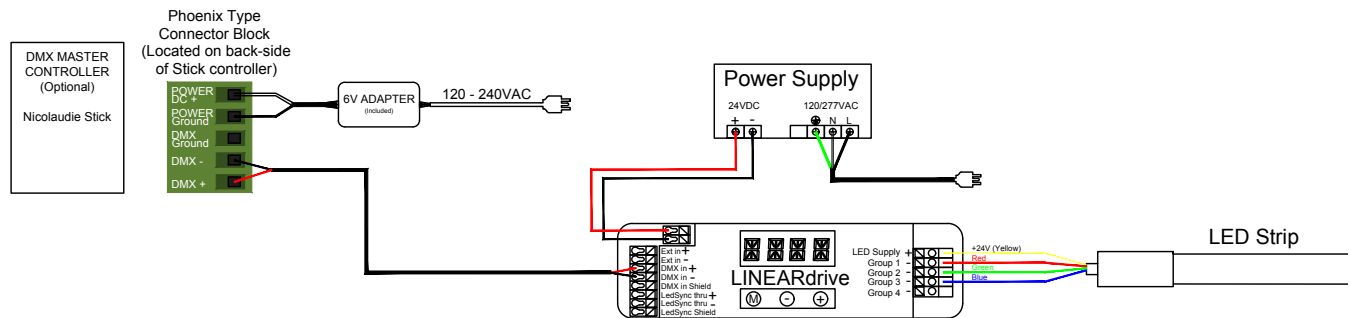 DMX MASTER
CONTROLLER
(Optional)
Nicolaudie Stick
Phoenix Type
Connector Block
(Located on back-side
of Stick controller)
POWER
DC +
POWER
Ground
DMX
Ground
DMX -
DMX +
6V ADAPTER
(Included)
120 - 240VAC
Power Supply
24VDC
120/277VAC
+ -
N L
Ext in +
Ext in -
DMX in +
DMX in -
DMX in Shield
LedSync thru +
LedSync thru -
LedSync Shield
LINEARdrive
M - +
LED Supply +
Group 1 -
Group 2 -
Group 3 -
Group 4 -
+24V (Yellow)
Red
Green
Blue
LED Strip